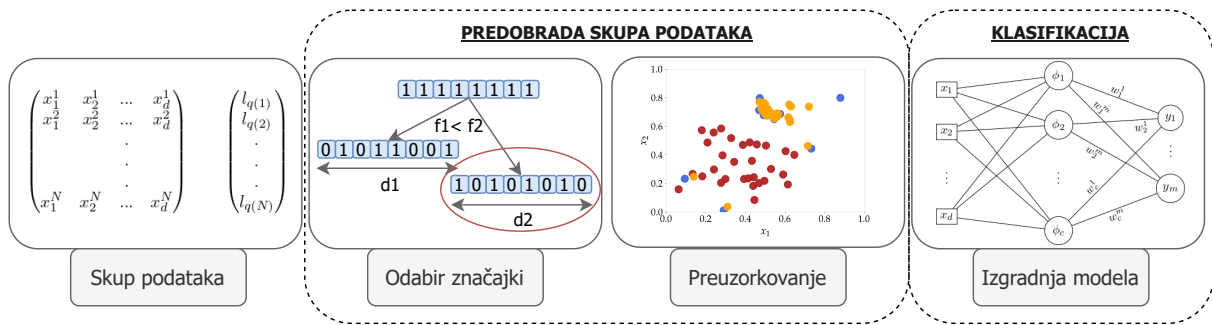 PREDOBRADA SKUPA PODATAKA
KLASIFIKACIJA
x_1^1 x_2^1 ... x_d^1
x_1^2 x_2^2 ... x_d^2
.
.
.
x_1^N x_2^N ... x_d^N
l_{q(1)}
l_{q(2)}
.
.
.
l_{q(N)}
1 1 1 1 1 1 1 1
f1< f2
0 1 0 1 1 0 0 1
d1
1 0 1 0 1 0 1 0
d2
1.0
0.8
0.6
0.4
0.2
0.0
x_2
0.0 0.2 0.4 0.6 0.8 1.0
x_1
x_1
x_2
⋮
x_d
ϕ_1
ϕ_2
⋮
ϕ_c
w_1^1
w_1^m
w_2^1
w_2^m
w_c^1
w_c^m
y_1
⋮
y_m
Skup podataka
Odabir značajki
Preuzorkovanje
Izgradnja modela